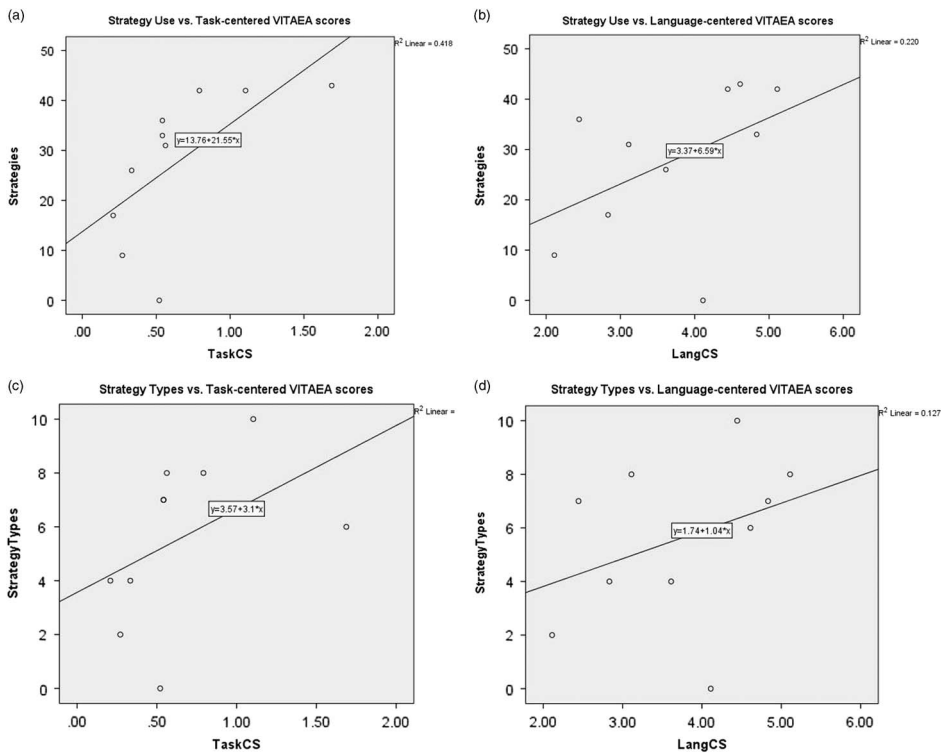 (a)
Strategy Use vs. Task-centered VITAEA scores
R² Linear = 0.418
50
40
30
20
10
0
Strategies
y=13.76+21.55*x
.00 .50 1.00 1.50 2.00
TaskCS
(b)
Strategy Use vs. Language-centered VITAEA scores
R² Linear = 0.220
50
40
30
20
10
0
Strategies
y=3.37+6.59*x
2.00 3.00 4.00 5.00 6.00
LangCS
(c)
Strategy Types vs. Task-centered VITAEA scores
R² Linear =
10
8
6
4
2
0
StrategyTypes
y=3.57+3.1*x
.00 .50 1.00 1.50 2.00
TaskCS
(d)
Strategy Types vs. Language-centered VITAEA scores
R² Linear = 0.127
10
8
6
4
2
0
StrategyTypes
y=1.74+1.04*x
2.00 3.00 4.00 5.00 6.00
LangCS